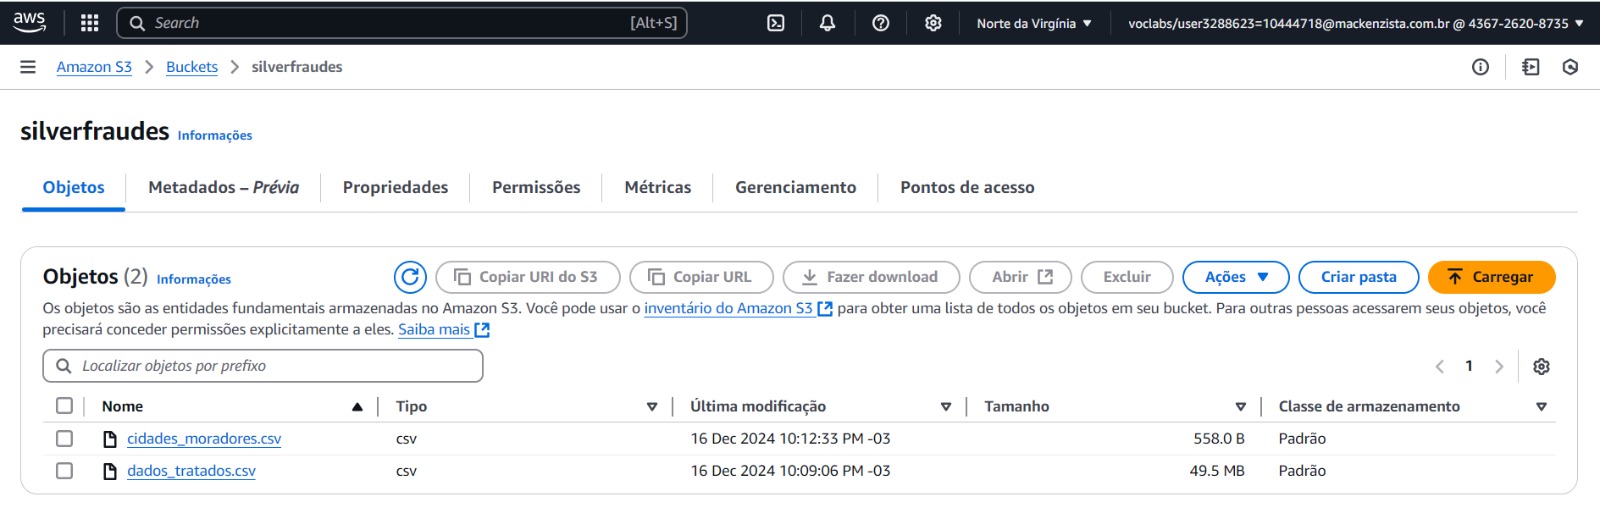 aws Search [Alt+S] Norte da Virgínia voclabs/user3288623=10444718@mackenzista.com.br @ 4367-2620-8735
Amazon S3 > Buckets > silverfraudes
silverfraudes Informações
Objetos Metadados – Prévia Propriedades Permissões Métricas Gerenciamento Pontos de acesso
Objetos (2) Informações Copiar URI do S3 Copiar URL Fazer download Abrir Excluir Ações Criar pasta Carregar
Os objetos são as entidades fundamentais armazenadas no Amazon S3. Você pode usar o inventário do Amazon S3 para obter uma lista de todos os objetos em seu bucket. Para outras pessoas acessarem seus objetos, você
precisará conceder permissões explicitamente a eles. Saiba mais
Localizar objetos por prefixo < 1 >
Nome Tipo Última modificação Tamanho Classe de armazenamento
cidades_moradores.csv csv 16 Dec 2024 10:12:33 PM -03 558.0 B Padrão
dados_tratados.csv csv 16 Dec 2024 10:09:06 PM -03 49.5 MB Padrão